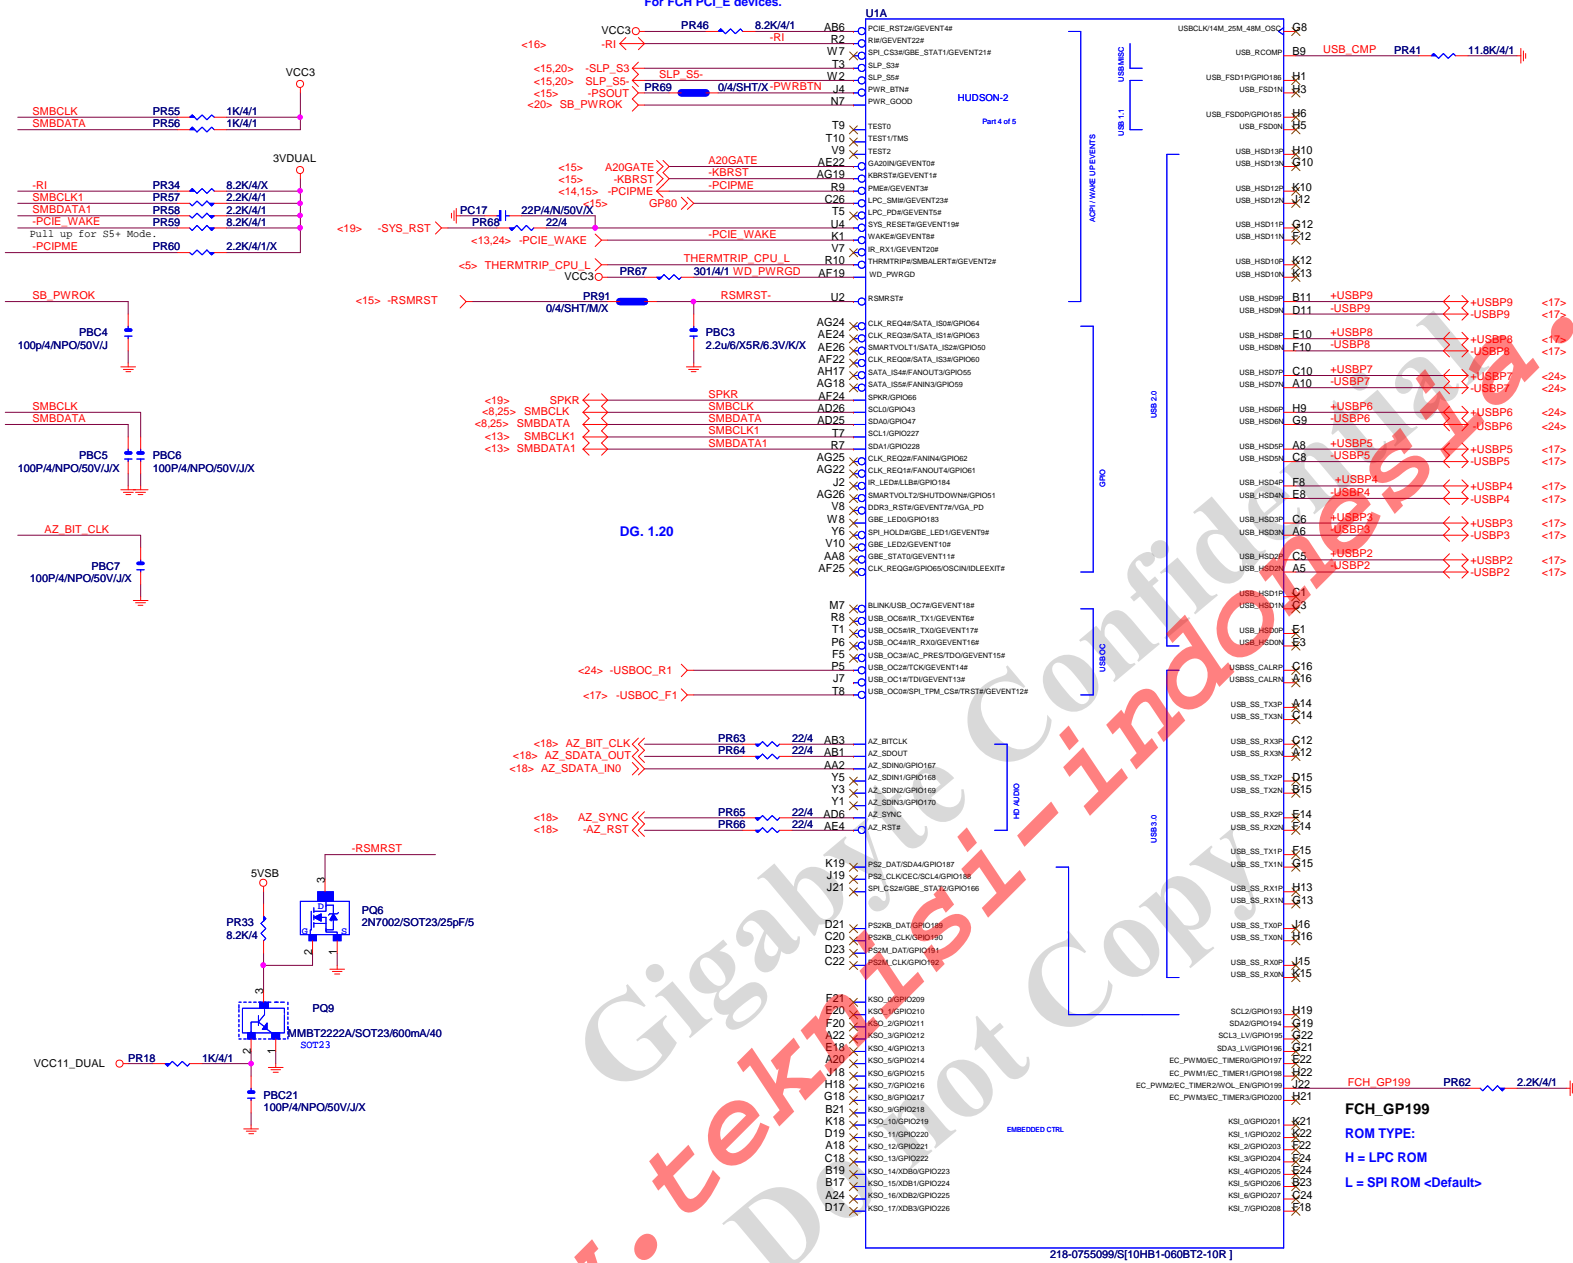 For FCH PCI_E devices.
U1A
VCC3 PR46 8.2K/4/1 AB6 PCIE_RST2#/GEVENT4#
<16> -RI -RI R2 RI#/GEVENT22#
W7 SPI_CS3#/GBE_STAT1/GEVENT21#
<15,20> -SLP_S3 T3 SLP_S3#
<15,20> SLP_S5- SLP_S5- W2 SLP_S5#
<15> -PSOUT PR69 0/4/SHT/X -PWRBTN J4 PWR_BTN#
<20> SB_PWROK N7 PWR_GOOD
HUDSON-2
Part 4 of 5
T9 TEST0
T10 TEST1/TMS
V9 TEST2
<15> A20GATE A20GATE AE22 GA20IN/GEVENT0#
<15> -KBRST -KBRST AG19 KBRST#/GEVENT1#
<14,15> -PCIPME -PCIPME R9 PME#/GEVENT3#
<15> GP80 C26 LPC_SMI#/GEVENT23#
T5 LPC_PD#/GEVENT5#
PC17 22P/4/N/50V/X
<19> -SYS_RST PR68 22/4 U4 SYS_RESET#/GEVENT19#
<13,24> -PCIE_WAKE -PCIE_WAKE K1 WAKE#/GEVENT8#
V7 IR_RX1/GEVENT20#
<5> THERMTRIP_CPU_L THERMTRIP_CPU_L R10 THRMTRIP#/SMBALERT#/GEVENT2#
VCC3 PR67 301/4/1 WD_PWRGD AF19 WD_PWRGD
<15> -RSMRST PR91 0/4/SHT/M/X RSMRST- U2 RSMRST#
PBC3
2.2u/6/X5R/6.3V/K/X
ACPI / WAKE UP EVENTS
VCC3
SMBCLK PR55 1K/4/1
SMBDATA PR56 1K/4/1
3VDUAL
-RI PR34 8.2K/4/X
SMBCLK1 PR57 2.2K/4/1
SMBDATA1 PR58 2.2K/4/1
-PCIE_WAKE PR59 8.2K/4/1
Pull up for S5+ Mode.
-PCIPME PR60 2.2K/4/1/X
SB_PWROK
PBC4
100p/4/NPO/50V/J
SMBCLK
SMBDATA
PBC5 PBC6
100P/4/NPO/50V/J/X 100P/4/NPO/50V/J/X
AZ_BIT_CLK
PBC7
100P/4/NPO/50V/J/X
AG24 CLK_REQ4#/SATA_IS0#/GPIO64
AE24 CLK_REQ3#/SATA_IS1#/GPIO63
AE26 SMARTVOLT1/SATA_IS2#/GPIO50
AF22 CLK_REQ0#/SATA_IS3#/GPIO60
AH17 SATA_IS4#/FANOUT3/GPIO55
AG18 SATA_IS5#/FANIN3/GPIO59
<19> SPKR SPKR AF24 SPKR/GPIO66
<8,25> SMBCLK SMBCLK AD26 SCL0/GPIO43
<8,25> SMBDATA SMBDATA AD25 SDA0/GPIO47
<13> SMBCLK1 SMBCLK1 T7 SCL1/GPIO227
<13> SMBDATA1 SMBDATA1 R7 SDA1/GPIO228
AG25 CLK_REQ2#/FANIN4/GPIO62
AG22 CLK_REQ1#/FANOUT4/GPIO61
J2 IR_LED#/LLB#/GPIO184
AG26 SMARTVOLT2/SHUTDOWN#/GPIO51
V8 DDR3_RST#/GEVENT7#/VGA_PD
W8 GBE_LED0/GPIO183
Y6 SPI_HOLD#/GBE_LED1/GEVENT9#
V10 GBE_LED2/GEVENT10#
AA8 GBE_STAT0/GEVENT11#
AF25 CLK_REQG#/GPIO65/OSCIN/IDLEEXIT#
GPIO
DG. 1.20
M7 BLINK/USB_OC7#/GEVENT18#
R8 USB_OC6#/IR_TX1/GEVENT6#
T1 USB_OC5#/IR_TX0/GEVENT17#
P6 USB_OC4#/IR_RX0/GEVENT16#
F5 USB_OC3#/AC_PRES/TDO/GEVENT15#
<24> -USBOC_R1 P5 USB_OC2#/TCK/GEVENT14#
J7 USB_OC1#/TDI/GEVENT13#
<17> -USBOC_F1 T8 USB_OC0#/SPI_TPM_CS#/TRST#/GEVENT12#
USBOC
<18> AZ_BIT_CLK PR63 22/4 AB3 AZ_BITCLK
<18> AZ_SDATA_OUT PR64 22/4 AB1 AZ_SDOUT
<18> AZ_SDATA_IN0 AA2 AZ_SDIN0/GPIO167
Y5 AZ_SDIN1/GPIO168
Y3 AZ_SDIN2/GPIO169
Y1 AZ_SDIN3/GPIO170
<18> AZ_SYNC PR65 22/4 AD6 AZ_SYNC
<18> -AZ_RST PR66 22/4 AE4 AZ_RST#
HD AUDIO
K19 PS2_DAT/SDA4/GPIO187
J19 PS2_CLK/CEC/SCL4/GPIO188
J21 SPI_CS2#/GBE_STAT2/GPIO166
D21 PS2KB_DAT/GPIO189
C20 PS2KB_CLK/GPIO190
D23 PS2M_DAT/GPIO191
C22 PS2M_CLK/GPIO192
F21 KSO_0/GPIO209
E20 KSO_1/GPIO210
F20 KSO_2/GPIO211
A22 KSO_3/GPIO212
E18 KSO_4/GPIO213
A20 KSO_5/GPIO214
J18 KSO_6/GPIO215
H18 KSO_7/GPIO216
G18 KSO_8/GPIO217
B21 KSO_9/GPIO218
K18 KSO_10/GPIO219
D19 KSO_11/GPIO220
A18 KSO_12/GPIO221
C18 KSO_13/GPIO222
B19 KSO_14/XDB0/GPIO223
B17 KSO_15/XDB1/GPIO224
A24 KSO_16/XDB2/GPIO225
D17 KSO_17/XDB3/GPIO226
EMBEDDED CTRL
-RSMRST
5VSB
PR33
8.2K/4
3
D
G S
2 1
PQ6
2N7002/SOT23/25pF/5
3
PQ9
MMBT2222A/SOT23/600mA/40
SOT23
2 1
VCC11_DUAL PR18 1K/4/1
PBC21
100P/4/NPO/50V/J/X
USBCLK/14M_25M_48M_OSC G8
USB_RCOMP B9 USB_CMP PR41 11.8K/4/1
USB_FSD1P/GPIO186 H1
USB_FSD1N H3
USB_FSD0P/GPIO185 H6
USB_FSD0N H5
USBMISC
USB 1.1
USB_HSD13P H10
USB_HSD13N G10
USB_HSD12P K10
USB_HSD12N J12
USB_HSD11P G12
USB_HSD11N F12
USB_HSD10P K12
USB_HSD10N K13
USB_HSD9P B11 +USBP9 +USBP9 <17>
USB_HSD9N D11 -USBP9 -USBP9 <17>
USB_HSD8P E10 +USBP8 +USBP8 <17>
USB_HSD8N F10 -USBP8 -USBP8 <17>
USB_HSD7P C10 +USBP7 +USBP7 <24>
USB_HSD7N A10 -USBP7 -USBP7 <24>
USB_HSD6P H9 +USBP6 +USBP6 <24>
USB_HSD6N G9 -USBP6 -USBP6 <24>
USB_HSD5P A8 +USBP5 +USBP5 <17>
USB_HSD5N C8 -USBP5 -USBP5 <17>
USB_HSD4P F8 +USBP4 +USBP4 <17>
USB_HSD4N E8 -USBP4 -USBP4 <17>
USB_HSD3P C6 +USBP3 +USBP3 <17>
USB_HSD3N A6 -USBP3 -USBP3 <17>
USB_HSD2P C5 +USBP2 +USBP2 <17>
USB_HSD2N A5 -USBP2 -USBP2 <17>
USB_HSD1P C1
USB_HSD1N C3
USB_HSD0P E1
USB_HSD0N E3
USB 2.0
USBSS_CALRP C16
USBSS_CALRN A16
USB_SS_TX3P A14
USB_SS_TX3N C14
USB_SS_RX3P C12
USB_SS_RX3N A12
USB_SS_TX2P D15
USB_SS_TX2N B15
USB_SS_RX2P E14
USB_SS_RX2N F14
USB_SS_TX1P F15
USB_SS_TX1N G15
USB_SS_RX1P H13
USB_SS_RX1N G13
USB_SS_TX0P J16
USB_SS_TX0N H16
USB_SS_RX0P J15
USB_SS_RX0N K15
USB3.0
SCL2/GPIO193 H19
SDA2/GPIO194 G19
SCL3_LV/GPIO195 G22
SDA3_LV/GPIO196 G21
EC_PWM0/EC_TIMER0/GPIO197 E22
EC_PWM1/EC_TIMER1/GPIO198 H22
EC_PWM2/EC_TIMER2/WOL_EN/GPIO199 J22 FCH_GP199 PR62 2.2K/4/1
EC_PWM3/EC_TIMER3/GPIO200 H21
KSI_0/GPIO201 K21
KSI_1/GPIO202 K22
KSI_2/GPIO203 F22
KSI_3/GPIO204 F24
KSI_4/GPIO205 E24
KSI_5/GPIO206 B23
KSI_6/GPIO207 C24
KSI_7/GPIO208 F18
FCH_GP199
ROM TYPE:
H = LPC ROM
L = SPI ROM <Default>
218-0755099/S[10HB1-060BT2-10R ]
Gigabyte Confidential
Do not Copy
.teknisi-indonesia.